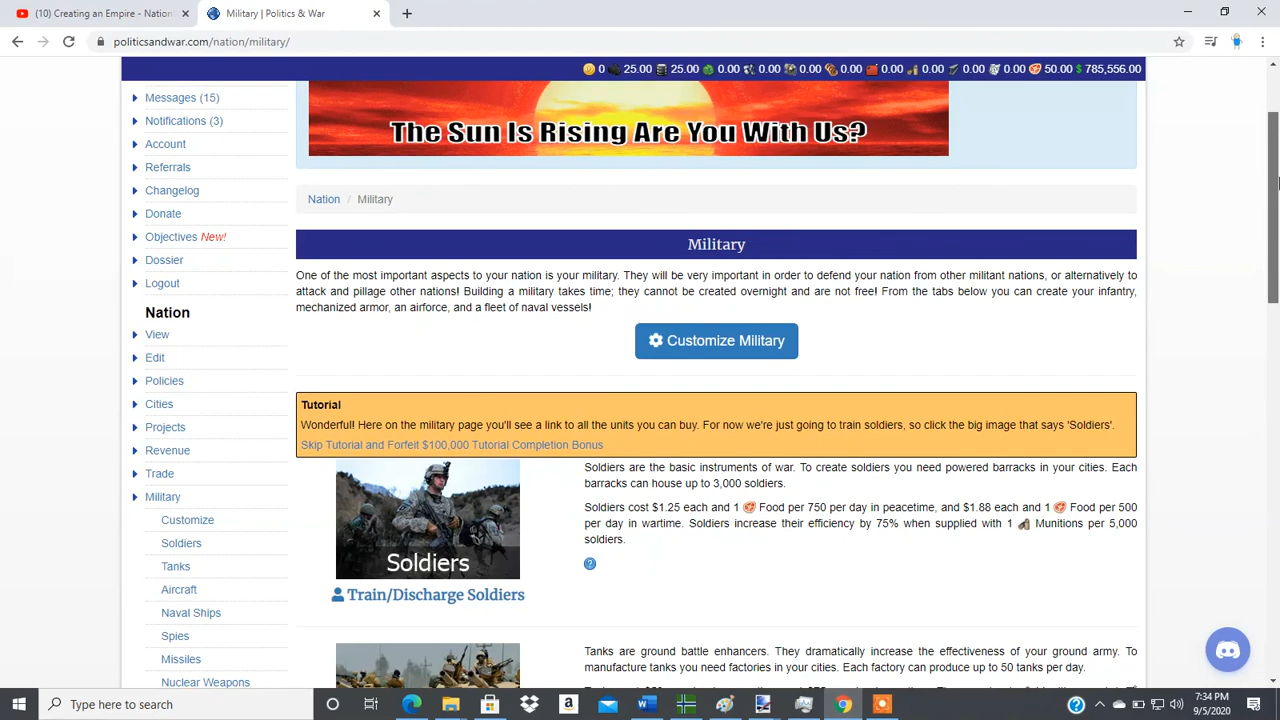 (10) Creating an Empire - Nation
Military | Politics & War
politicsandwar.com/nation/military/
0 25.00 25.00 0.00 0.00 0.00 0.00 0.00 0.00 0.00 0.00 50.00 $ 785,556.00
The Sun Is Rising Are You With Us?
Messages (15)
Notifications (3)
Account
Referrals
Changelog
Donate
Objectives New!
Dossier
Logout
Nation
View
Edit
Policies
Cities
Projects
Revenue
Trade
Military
Customize
Soldiers
Tanks
Aircraft
Naval Ships
Spies
Missiles
Nuclear Weapons
Nation / Military
Military
One of the most important aspects to your nation is your military. They will be very important in order to defend your nation from other militant nations, or alternatively to
attack and pillage other nations! Building a military takes time; they cannot be created overnight and are not free! From the tabs below you can create your infantry,
mechanized armor, an airforce, and a fleet of naval vessels!
Customize Military
Tutorial
Wonderful! Here on the military page you'll see a link to all the units you can buy. For now we're just going to train soldiers, so click the big image that says 'Soldiers'.
Skip Tutorial and Forfeit $100,000 Tutorial Completion Bonus
Soldiers
Train/Discharge Soldiers
Soldiers are the basic instruments of war. To create soldiers you need powered barracks in your cities. Each
barracks can house up to 3,000 soldiers.
Soldiers cost $1.25 each and 1 Food per 750 per day in peacetime, and $1.88 each and 1 Food per 500
per day in wartime. Soldiers increase their efficiency by 75% when supplied with 1 Munitions per 5,000
soldiers.
Tanks are ground battle enhancers. They dramatically increase the effectiveness of your ground army. To
manufacture tanks you need factories in your cities. Each factory can produce up to 50 tanks per day.
Type here to search
7:34 PM
9/5/2020